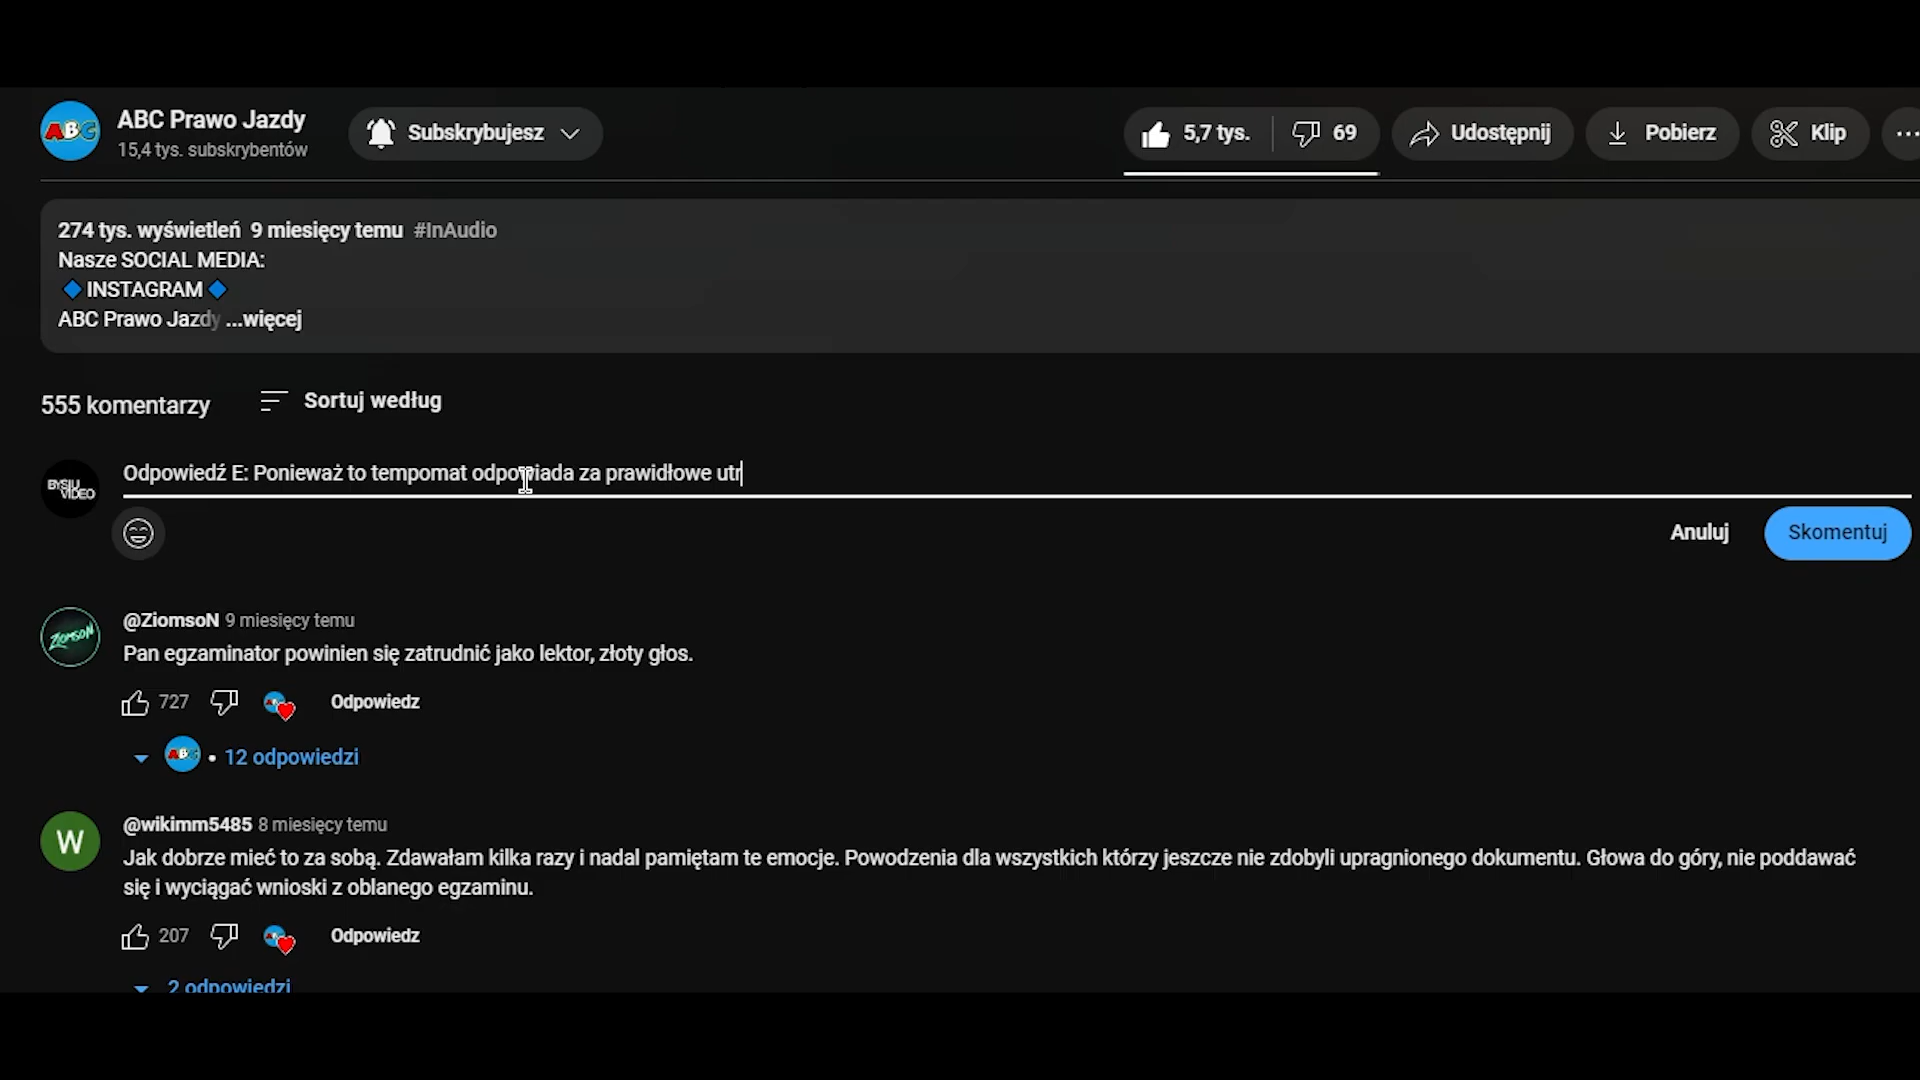 ABC
ABC Prawo Jazdy
15,4 tys. subskrybentów
Subskrybujesz
5,7 tys.
69
Udostępnij
Pobierz
Klip
274 tys. wyświetleń 9 miesięcy temu #InAudio
Nasze SOCIAL MEDIA:
🔷 INSTAGRAM 🔷
ABC Prawo Jazdy ...więcej
555 komentarzy
Sortuj według
BYSIU VIDEO
Odpowiedź E: Ponieważ to tempomat odpowiada za prawidłowe utr
Anuluj
Skomentuj
ZIOMSON
@ZiomsoN 9 miesięcy temu
Pan egzaminator powinien się zatrudnić jako lektor, złoty głos.
727
Odpowiedz
ABC
• 12 odpowiedzi
W
@wikimm5485 8 miesięcy temu
Jak dobrze mieć to za sobą. Zdawałam kilka razy i nadal pamiętam te emocje. Powodzenia dla wszystkich którzy jeszcze nie zdobyli upragnionego dokumentu. Głowa do góry, nie poddawać
się i wyciągać wnioski z oblanego egzaminu.
207
Odpowiedz
2 odpowiedzi